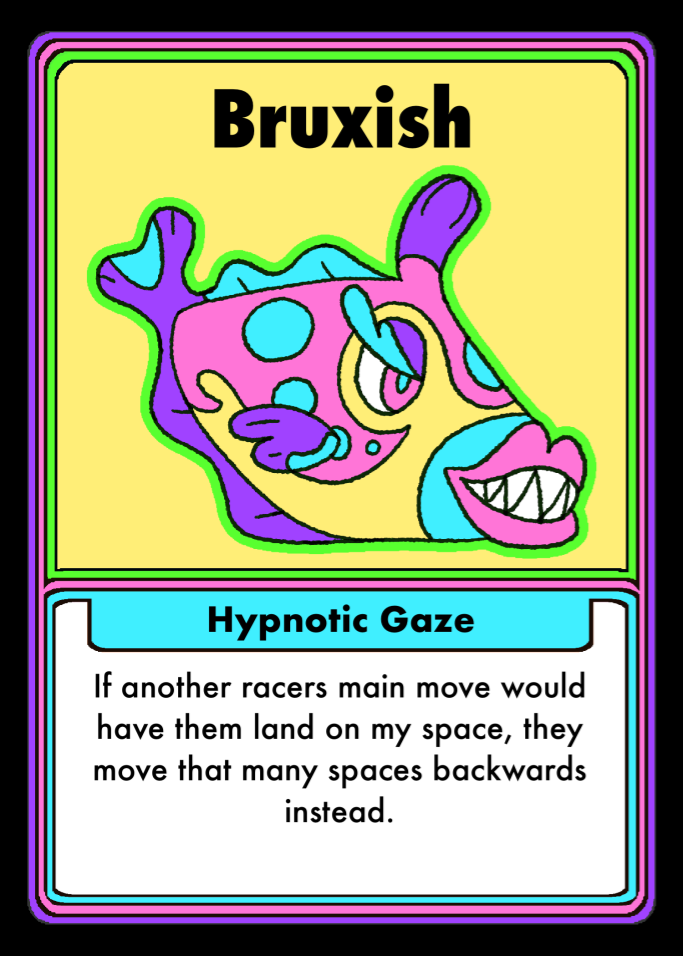 Bruxish
Hypnotic Gaze
If another racers main move would
have them land on my space, they
move that many spaces backwards
instead.